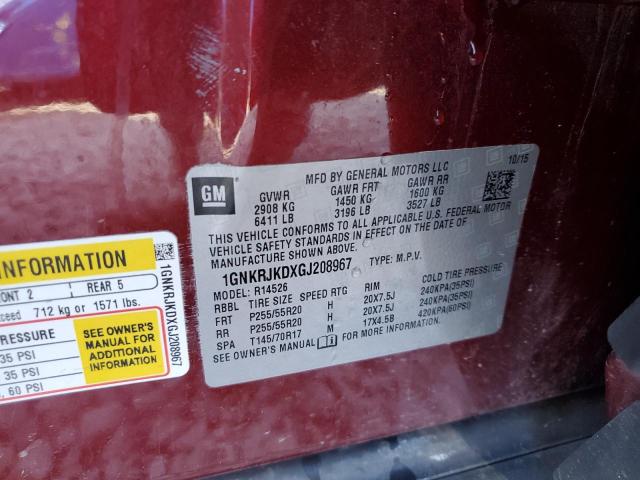 GM
MFD BY GENERAL MOTORS LLC
10/15
GVWR GAWR FRT GAWR RR
2908 KG 1450 KG 1600 KG
6411 LB 3196 LB 3527 LB
THIS VEHICLE CONFORMS TO ALL APPLICABLE U.S. FEDERAL MOTOR
VEHICLE SAFETY STANDARDS IN EFFECT ON THE DATE OF
MANUFACTURE SHOWN ABOVE.
1GNKRJKDXGJ208967 TYPE: M.P.V.
MODEL: R14526
RBBL TIRE SIZE SPEED RTG RIM COLD TIRE PRESSURE
FRT P255/55R20 H 20X7.5J 240KPA(35PSI)
RR P255/55R20 H 20X7.5J 240KPA(35PSI)
SPA T145/70R17 M 17X4.5B 420KPA(60PSI)
SEE OWNER'S MANUAL FOR MORE INFORMATION.
INFORMATION
ONT 2 REAR 5
xceed 712 kg or 1571 lbs.
PRESSURE
35 PSI
35 PSI
60 PSI
SEE OWNER'S
MANUAL FOR
ADDITIONAL
INFORMATION
1GNKRJKDXGJ208967